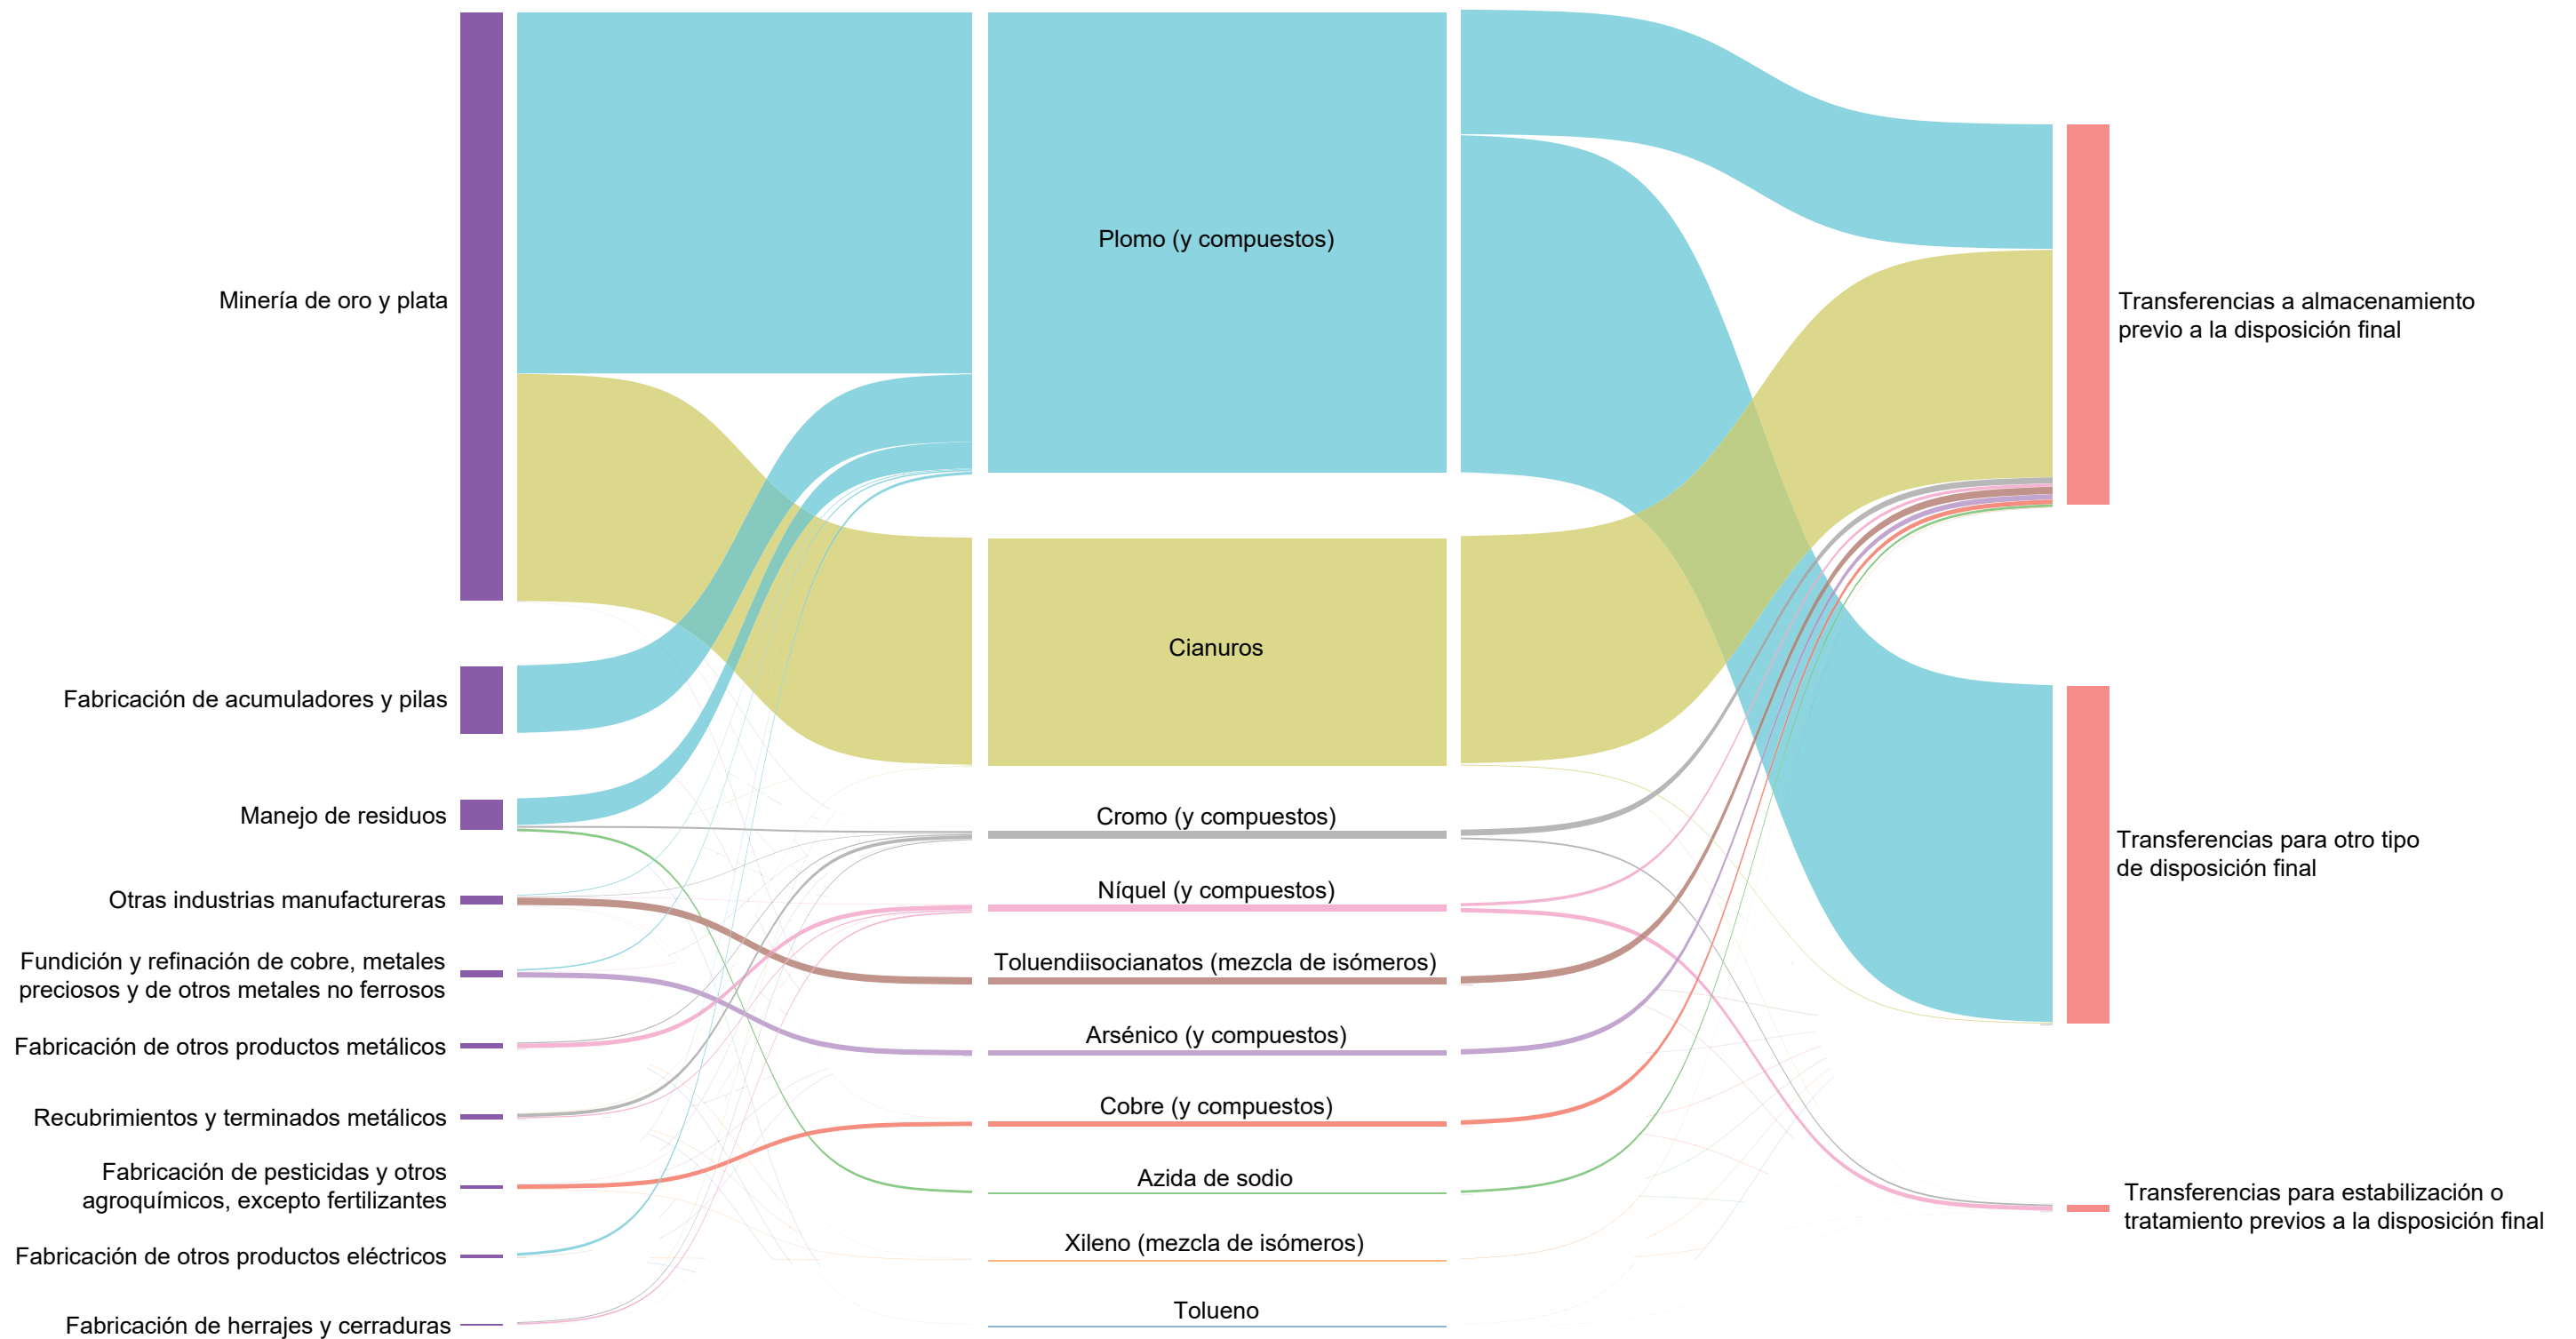 Minería de oro y plata
Fabricación de acumuladores y pilas
Manejo de residuos
Otras industrias manufactureras
Fundición y refinación de cobre, metales
preciosos y de otros metales no ferrosos
Fabricación de otros productos metálicos
Recubrimientos y terminados metálicos
Fabricación de pesticidas y otros
agroquímicos, excepto fertilizantes
Fabricación de otros productos eléctricos
Fabricación de herrajes y cerraduras
Plomo (y compuestos)
Cianuros
Cromo (y compuestos)
Níquel (y compuestos)
Toluendiisocianatos (mezcla de isómeros)
Arsénico (y compuestos)
Cobre (y compuestos)
Azida de sodio
Xileno (mezcla de isómeros)
Tolueno
Transferencias a almacenamiento
previo a la disposición final
Transferencias para otro tipo
de disposición final
Transferencias para estabilización o
tratamiento previos a la disposición final